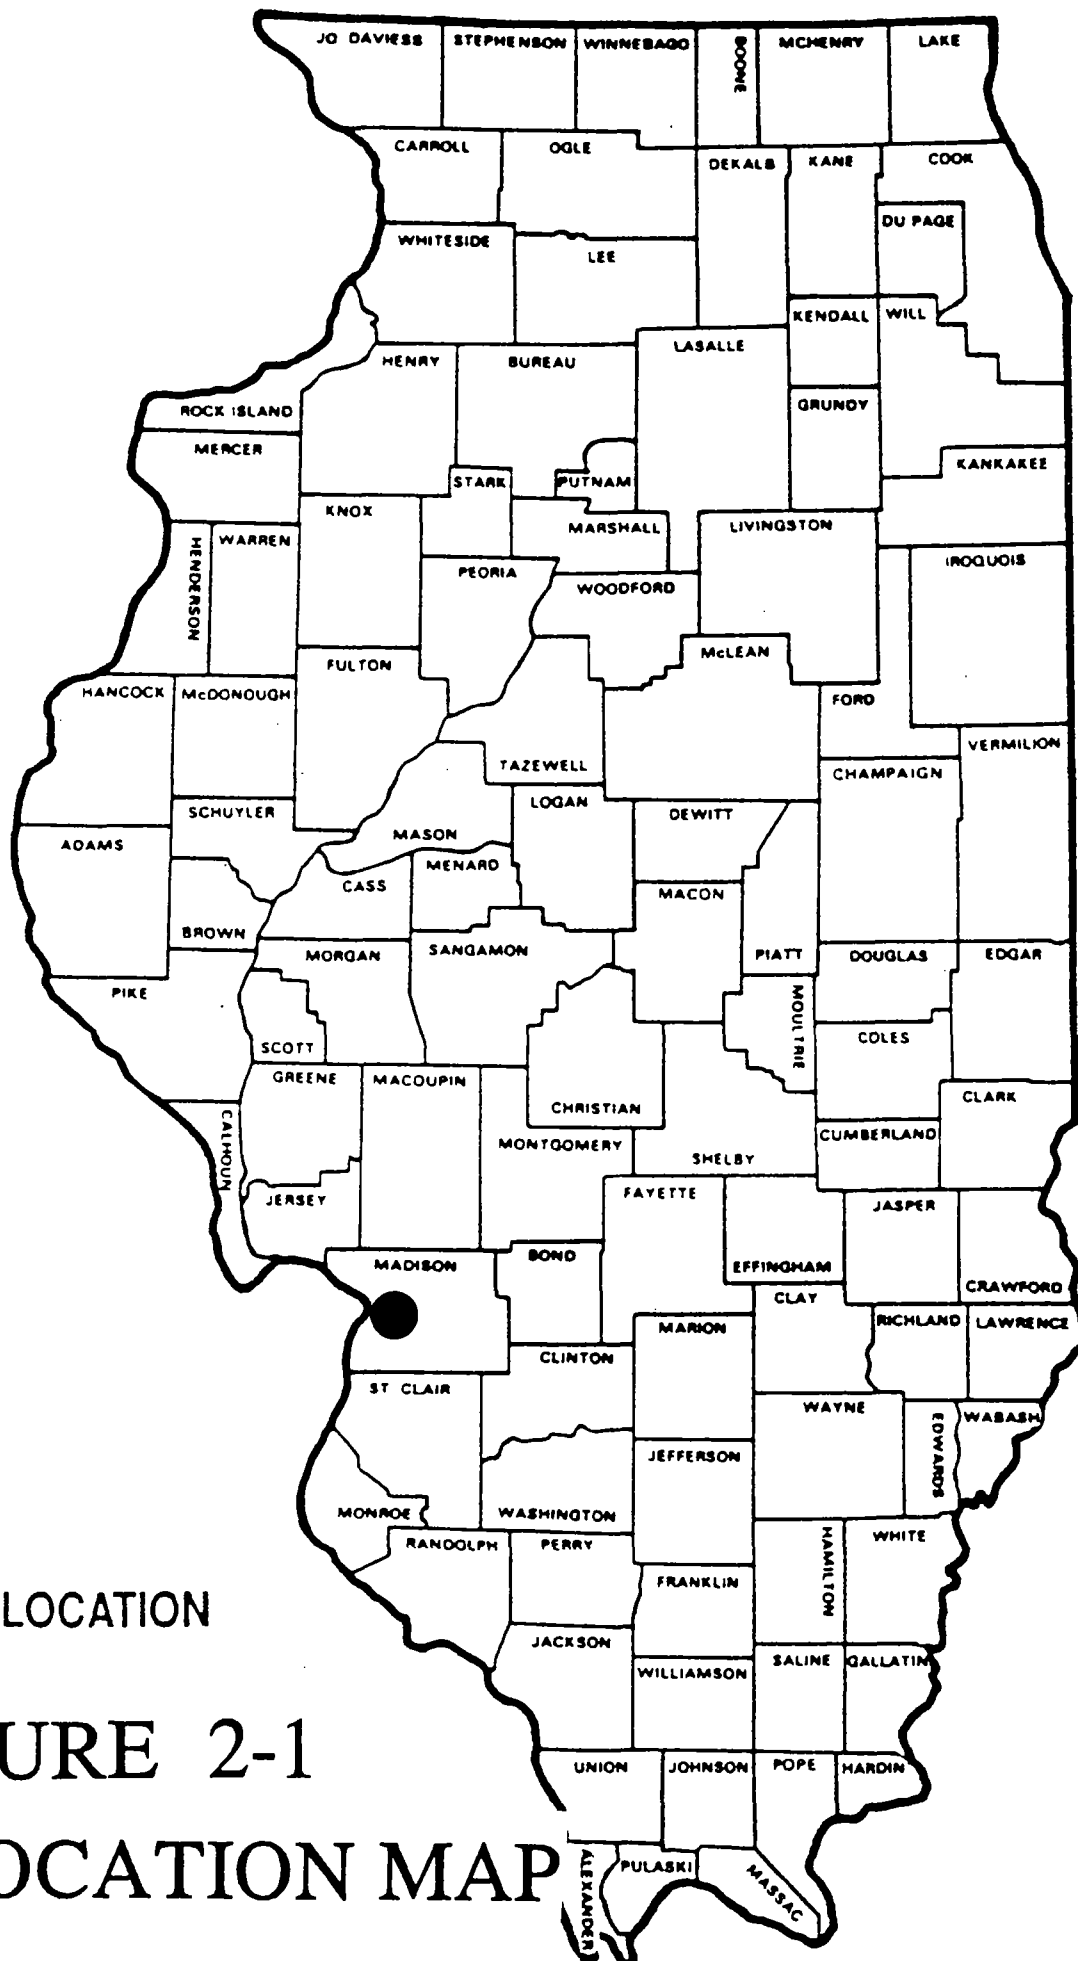 JO DAVIESS STEPHENSON WINNEBAGO BOONE MCHENRY LAKE
CARROLL OGLE DEKALB KANE COOK
DU PAGE
WHITESIDE LEE
KENDALL WILL
HENRY BUREAU LASALLE
ROCK ISLAND GRUNDY
MERCER KANKAKEE
STARK PUTNAM
KNOX MARSHALL LIVINGSTON
HENDERSON WARREN
PEORIA WOODFORD IROQUOIS
FULTON McLEAN
HANCOCK McDONOUGH FORD
VERMILION
TAZEWELL CHAMPAIGN
SCHUYLER LOGAN DEWITT
ADAMS MASON
CASS MENARD MACON
BROWN
MORGAN SANGAMON PIATT DOUGLAS EDGAR
PIKE MOULTRIE
SCOTT COLES
GREENE MACOUPIN
CHRISTIAN CLARK
CALHOUN MONTGOMERY SHELBY CUMBERLAND
JERSEY FAYETTE JASPER
MADISON BOND EFFINGHAM
CLAY CRAWFORD
MARION RICHLAND LAWRENCE
CLINTON
ST CLAIR
WAYNE EDWARDS WABASH
JEFFERSON
MONROE WASHINGTON
RANDOLPH PERRY HAMILTON WHITE
FRANKLIN
LOCATION
JACKSON
WILLIAMSON SALINE GALLATIN
URE 2-1
UNION JOHNSON POPE HARDIN
OCATION MAP
ALEXANDER PULASKI MASSAC